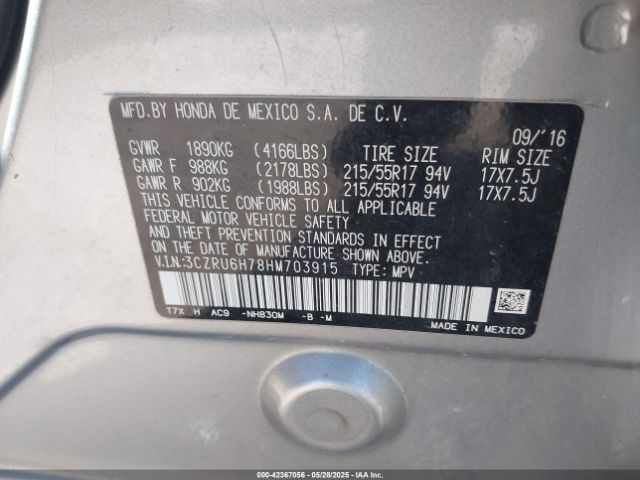 MFD.BY HONDA DE MEXICO S.A. DE C.V.
09/'16
GVWR 1890KG (4166LBS) TIRE SIZE RIM SIZE
GAWR F 988KG (2178LBS) 215/55R17 94V 17X7.5J
GAWR R 902KG (1988LBS) 215/55R17 94V 17X7.5J
THIS VEHICLE CONFORMS TO ALL APPLICABLE
FEDERAL MOTOR VEHICLE SAFETY
AND THEFT PREVENTION STANDARDS IN EFFECT
ON THE DATE OF MANUFACTURE SHOWN ABOVE.
V.I.N:3CZRU6H78HM703915 TYPE: MPV
T7X H AC9 -NH830M -B -M
MADE IN MEXICO
000-42367056 - 05/28/2025 - IAAI.COM